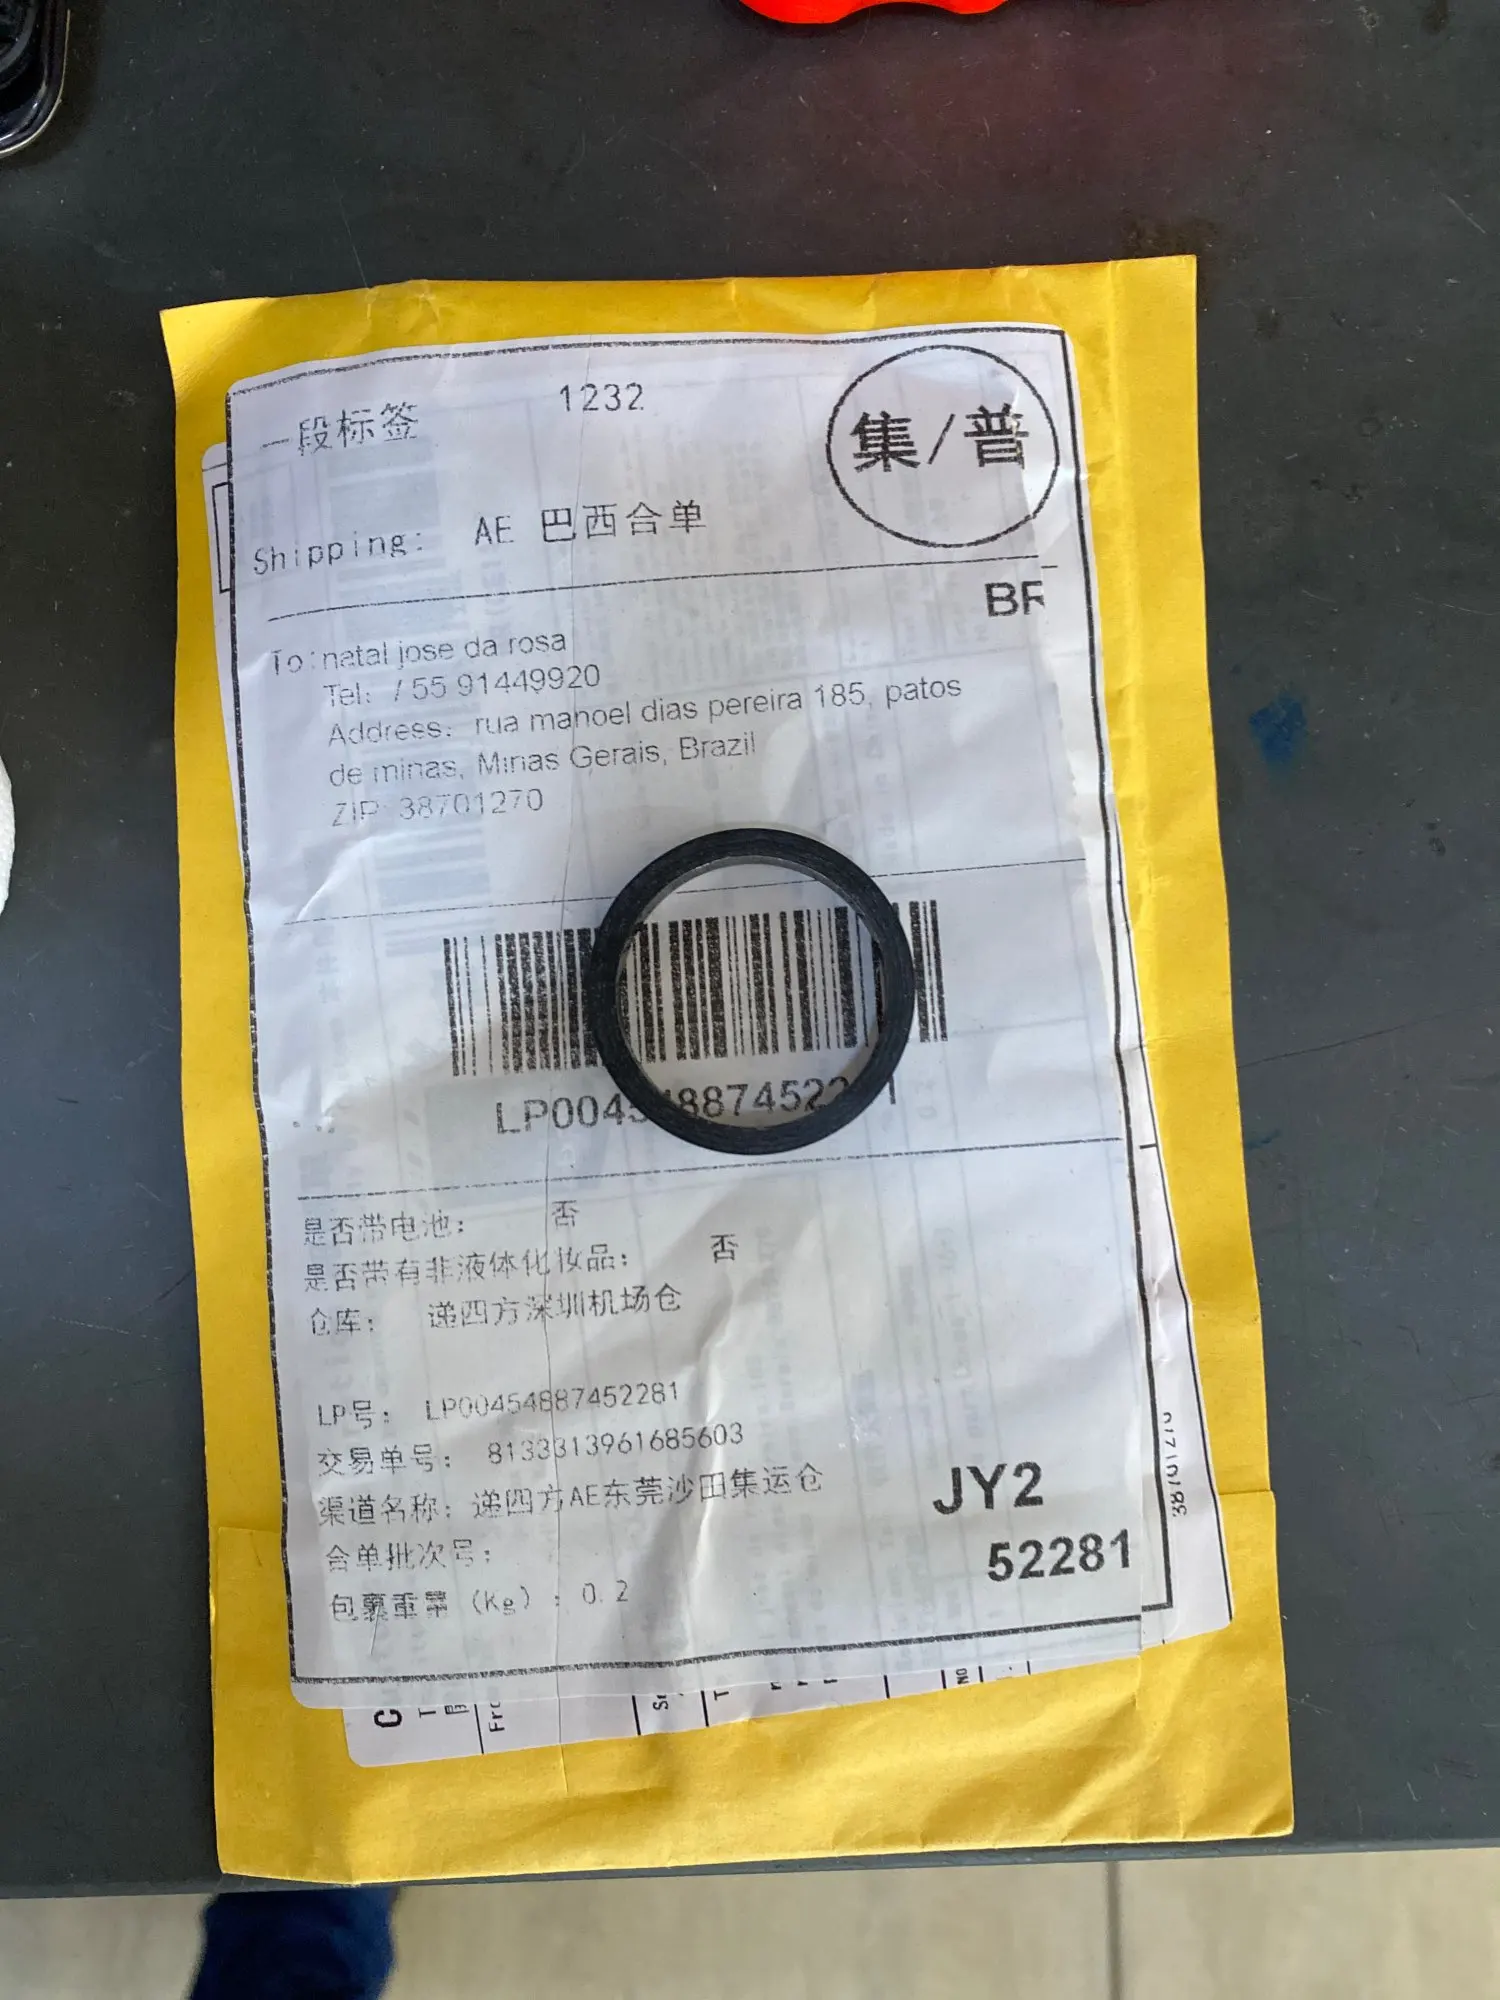 一段标签
1232
集/普
Shipping: AE 巴西合单
BR
To:natal jose da rosa
Tel: /55 91449920
Address: rua manoel dias pereira 185, patos
de minas, Minas Gerais, Brazil
ZIP: 38701270
是否带电池: 否
是否带有非液体化妆品: 否
仓库: 递四方深圳机场仓
LP号: LP00454887452281
交易单号: 8133313961685603
渠道名称: 递四方AE东莞沙田集运仓
合单批次号:
包裹重量 (Kg) : 0.2
JY2
52281
38701270
NO